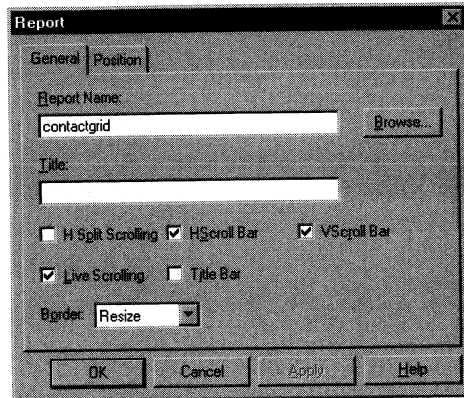 Report
General Position
Report Name:
contactgrid Browse...
Title:
H Split Scrolling HScroll Bar VScroll Bar
Live Scrolling Title Bar
Border: Resize
OK Cancel Apply Help